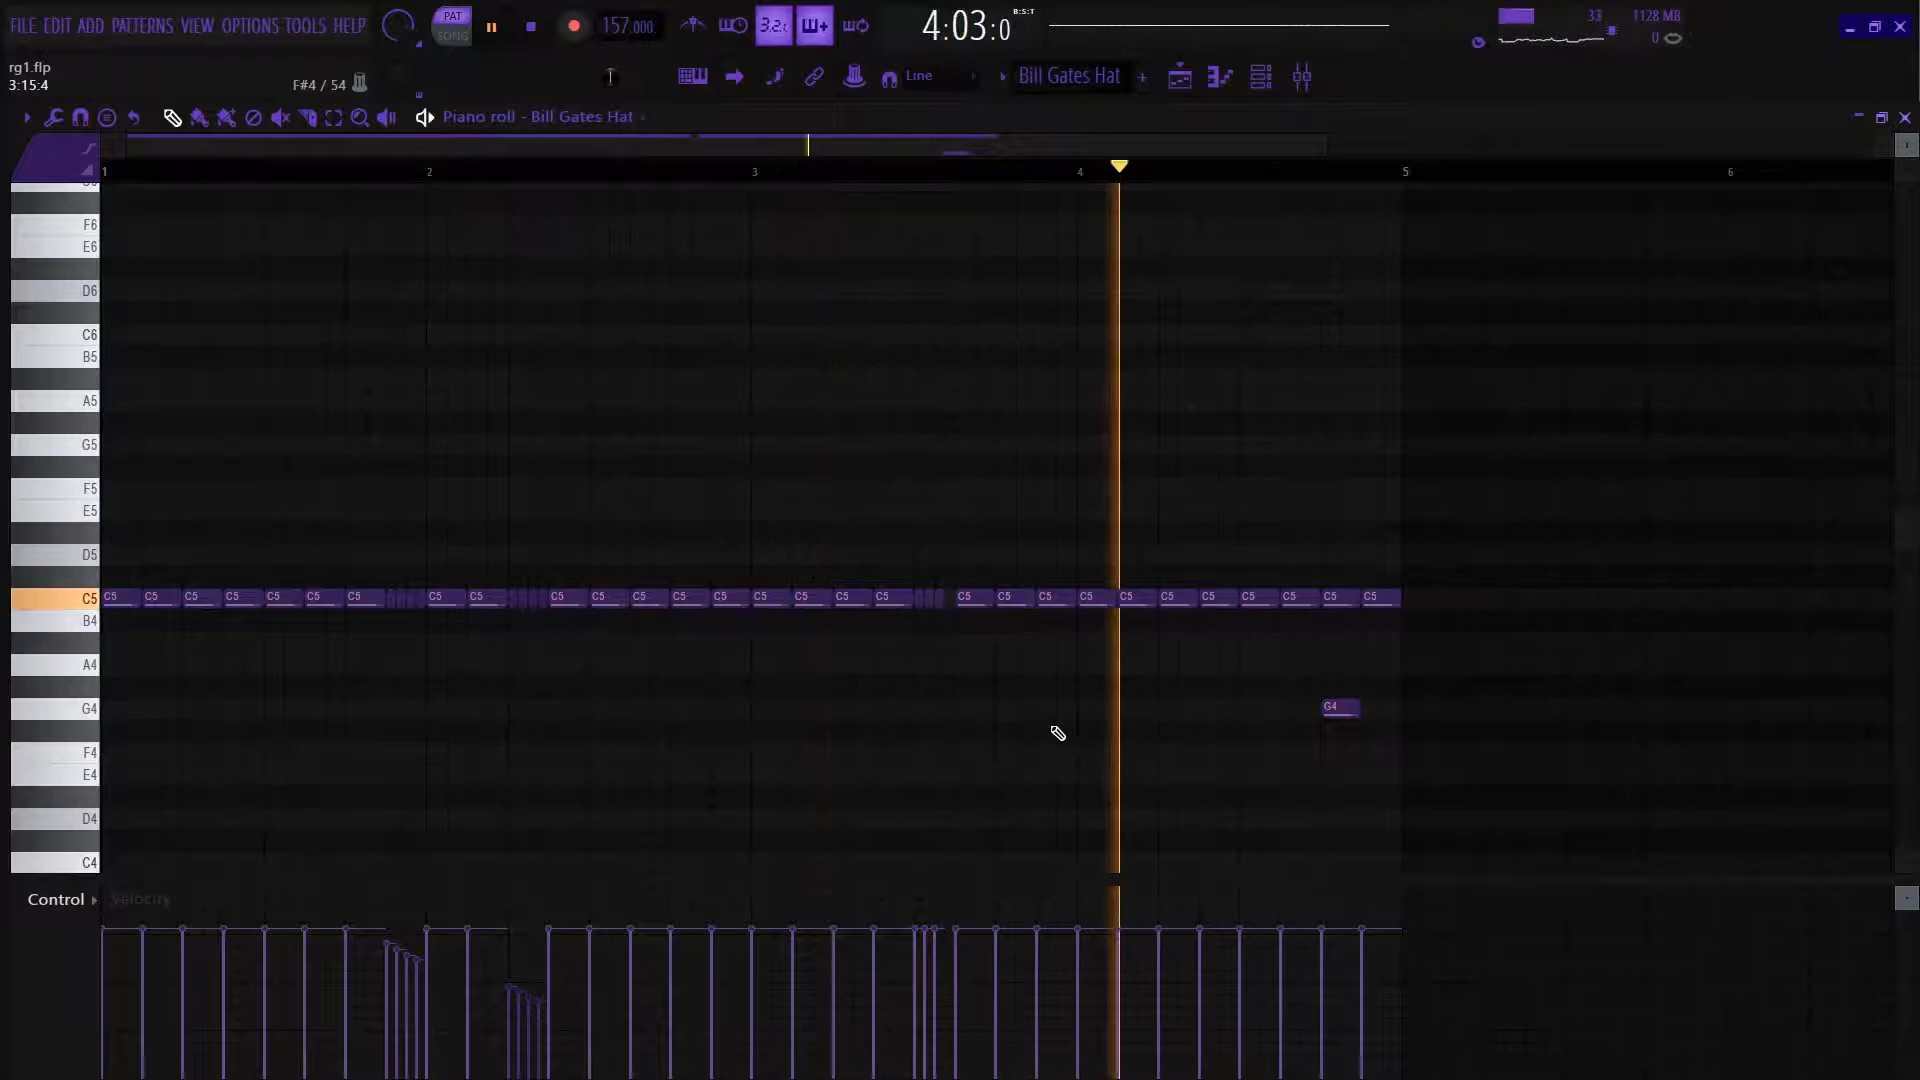 FILE EDIT ADD PATTERNS VIEW OPTIONS TOOLS HELP
PAT
SONG
157.000
3.2.
4:03:0
B:S:T
33
1128 MB
0
rg1.flp
3:15:4
F#4 / 54
Line
Bill Gates Hat
Piano roll - Bill Gates Hat
1 2 3 4 5 6
F6
E6
D6
C6
B5
A5
G5
F5
E5
D5
C5 C5 C5 C5 C5 C5 C5 C5 C5 C5 C5 C5 C5 C5 C5 C5 C5 C5 C5 C5 C5 C5 C5 C5 C5 C5 C5 C5 C5 C5
B4
A4
G4 G4
F4
E4
D4
C4
Control Velocity